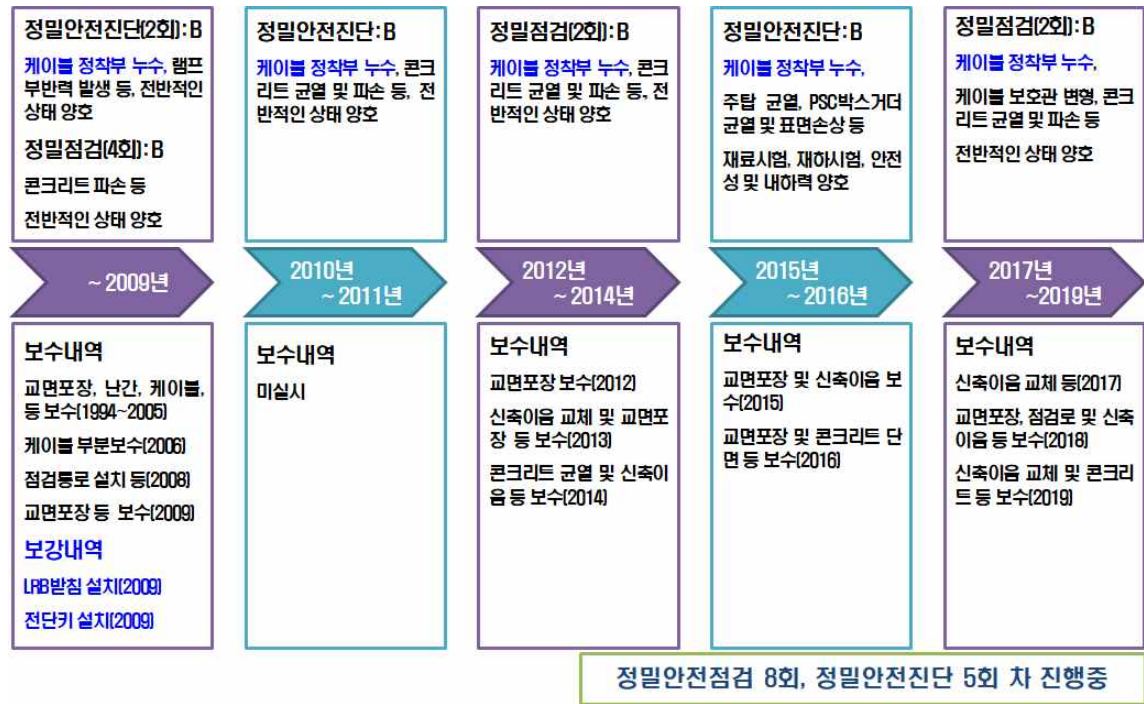 정밀안전진단(2회):B
케이블 정착부 누수, 램프
부반력 발생 등, 전반적인
상태 양호
정밀점검(4회):B
콘크리트 파손 등
전반적인 상태 양호
정밀안전진단:B
케이블 정착부 누수, 콘크
리트 균열 및 파손 등, 전
반적인 상태 양호
정밀점검(2회):B
케이블 정착부 누수, 콘크
리트 균열 및 파손 등, 전
반적인 상태 양호
정밀안전진단:B
케이블 정착부 누수,
주탑 균열, PSC박스거더
균열 및 표면손상 등
재료시험, 재하시험, 안전
성 및 내하력 양호
정밀점검(2회):B
케이블 정착부 누수,
케이블 보호관 변형, 콘크
리트 균열 및 파손 등
전반적인 상태 양호
~ 2009년
2010년
~ 2011년
2012년
~ 2014년
2015년
~ 2016년
2017년
~2019년
보수내역
교면포장, 난간, 케이블,
등 보수(1994~2005)
케이블 부분보수(2006)
점검통로 설치 등(2008)
교면포장 등 보수(2009)
보강내역
LRB받침 설치(2009)
전단키 설치(2009)
보수내역
미실시
보수내역
교면포장 보수(2012)
신축이음 교체 및 교면포
장 등 보수(2013)
콘크리트 균열 및 신축이
음 등 보수(2014)
보수내역
교면포장 및 신축이음 보
수(2015)
교면포장 및 콘크리트 단
면 등 보수(2016)
보수내역
신축이음 교체 등(2017)
교면포장, 점검로 및 신축
이음 등 보수(2018)
신축이음 교체 및 콘크리
트 등 보수(2019)
정밀안전점검 8회, 정밀안전진단 5회 차 진행중